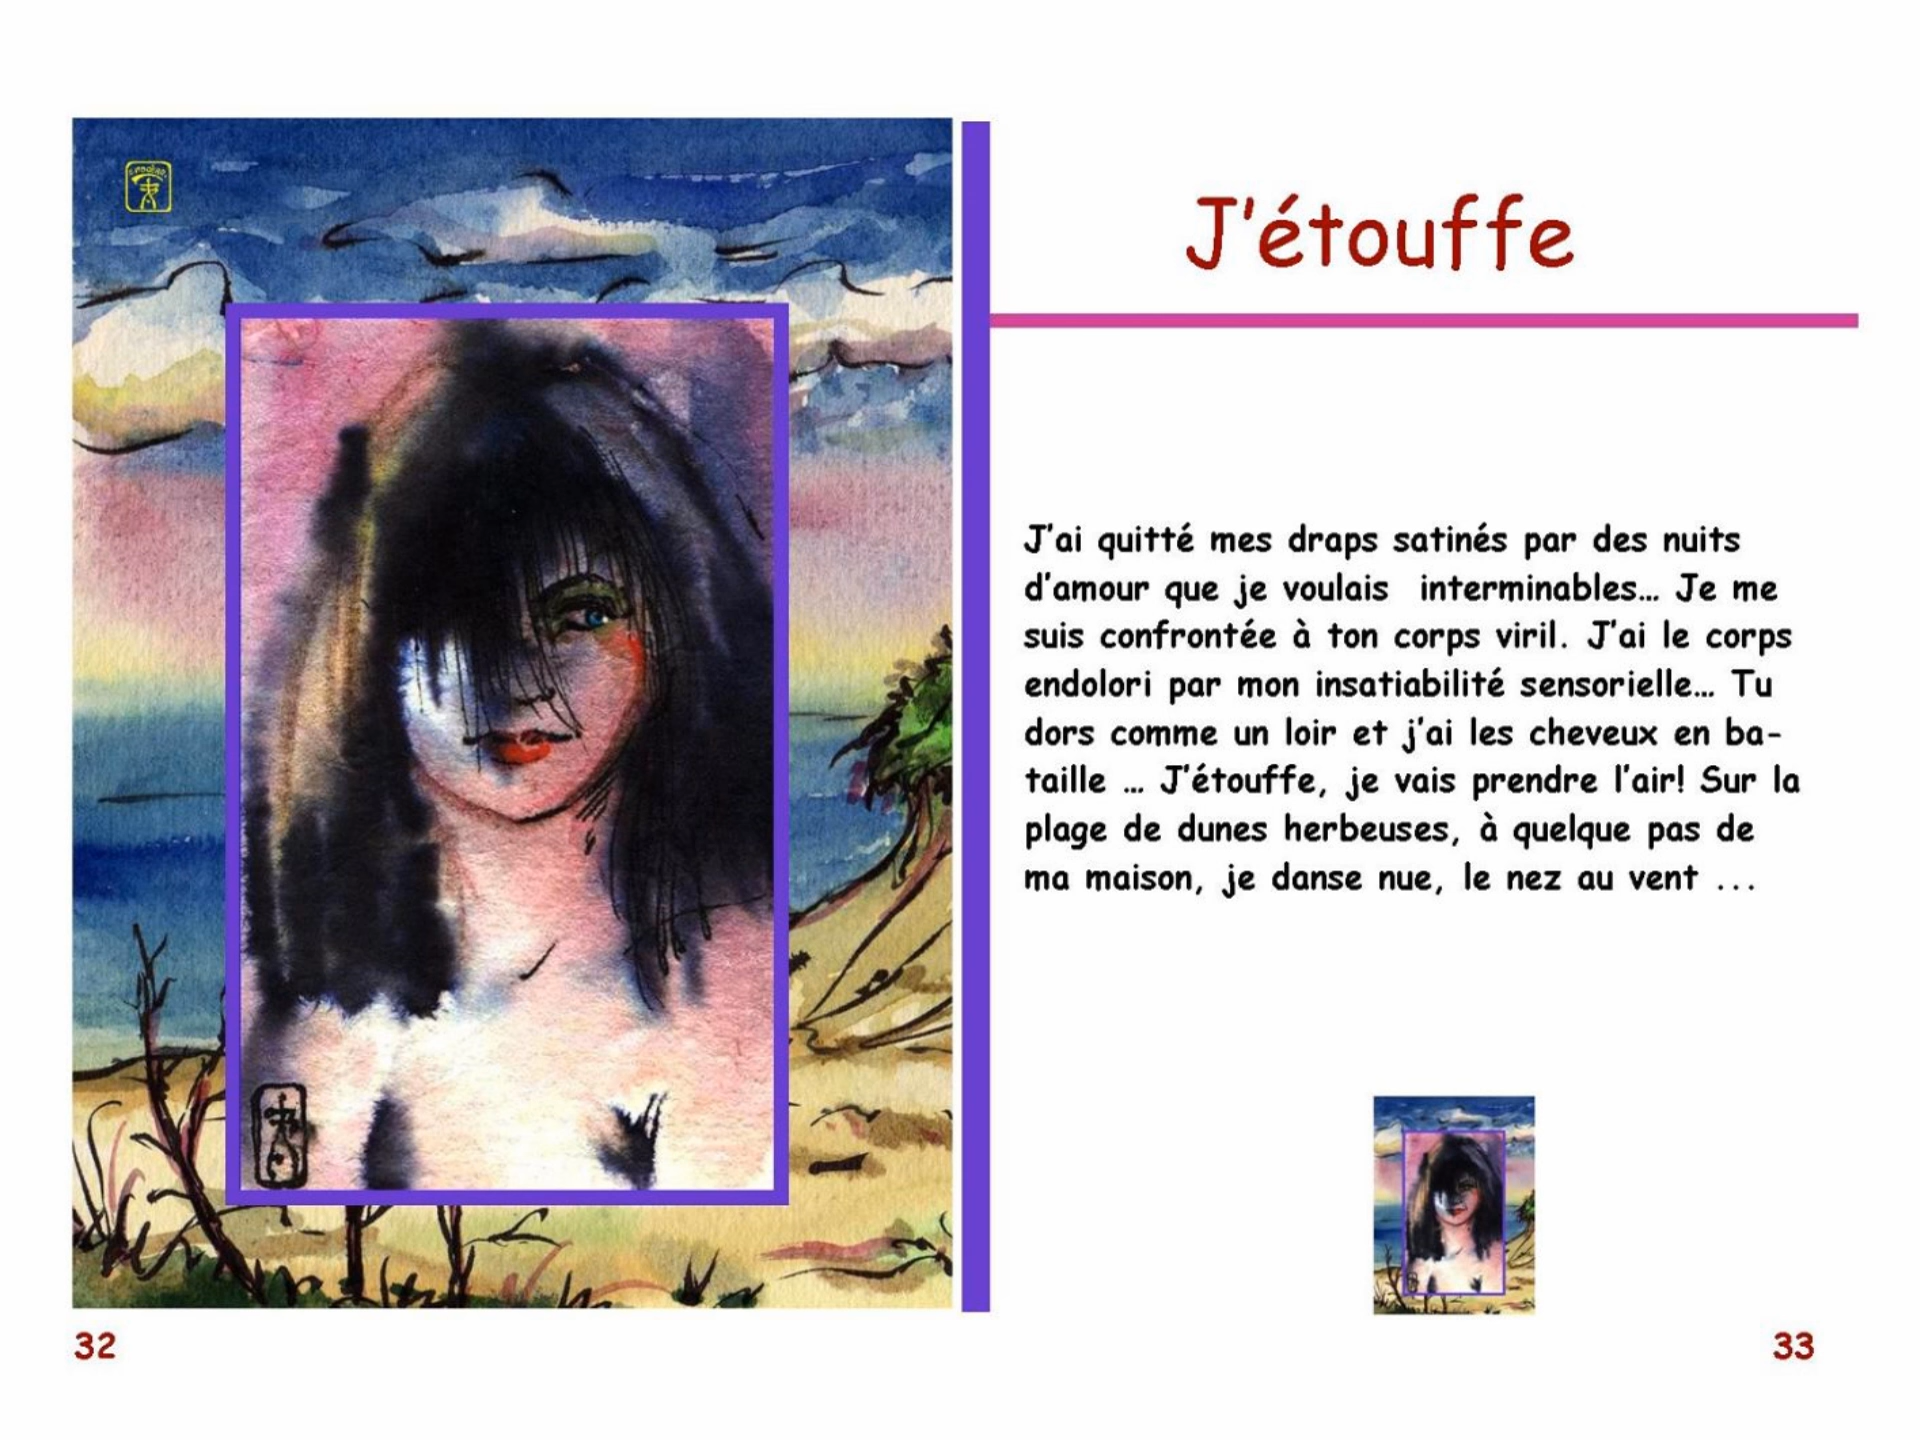 J'étouffe
J'ai quitté mes draps satinés par des nuits
d'amour que je voulais  interminables... Je me
suis confrontée à ton corps viril. J'ai le corps
endolori par mon insatiabilité sensorielle... Tu
dors comme un loir et j'ai les cheveux en ba-
taille ... J'étouffe, je vais prendre l'air! Sur la
plage de dunes herbeuses, à quelque pas de
ma maison, je danse nue, le nez au vent ...
32
33